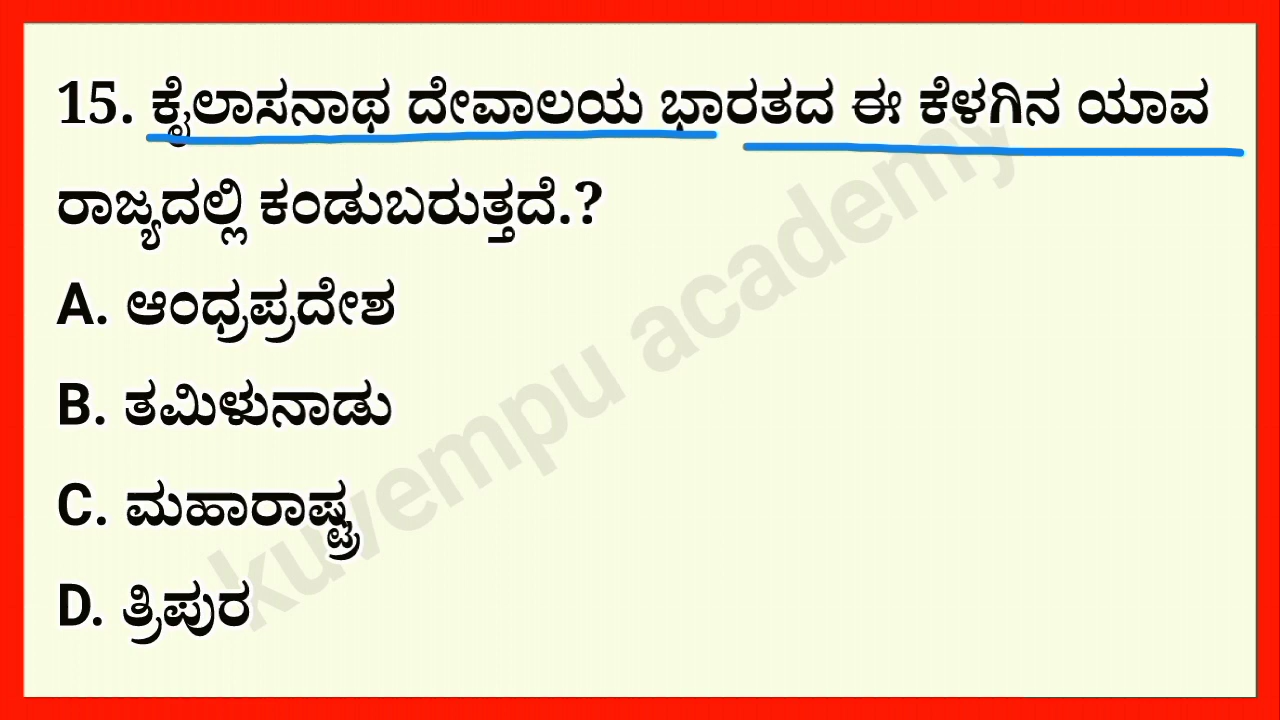 15. ಕೈಲಾಸನಾಥ ದೇವಾಲಯ ಭಾರತದ ಈ ಕೆಳಗಿನ ಯಾವ
ರಾಜ್ಯದಲ್ಲಿ ಕಂಡುಬರುತ್ತದೆ.?
A. ಆಂಧ್ರಪ್ರದೇಶ
B. ತಮಿಳುನಾಡು
C. ಮಹಾರಾಷ್ಟ್ರ
D. ತ್ರಿಪುರ
kuvempu academy